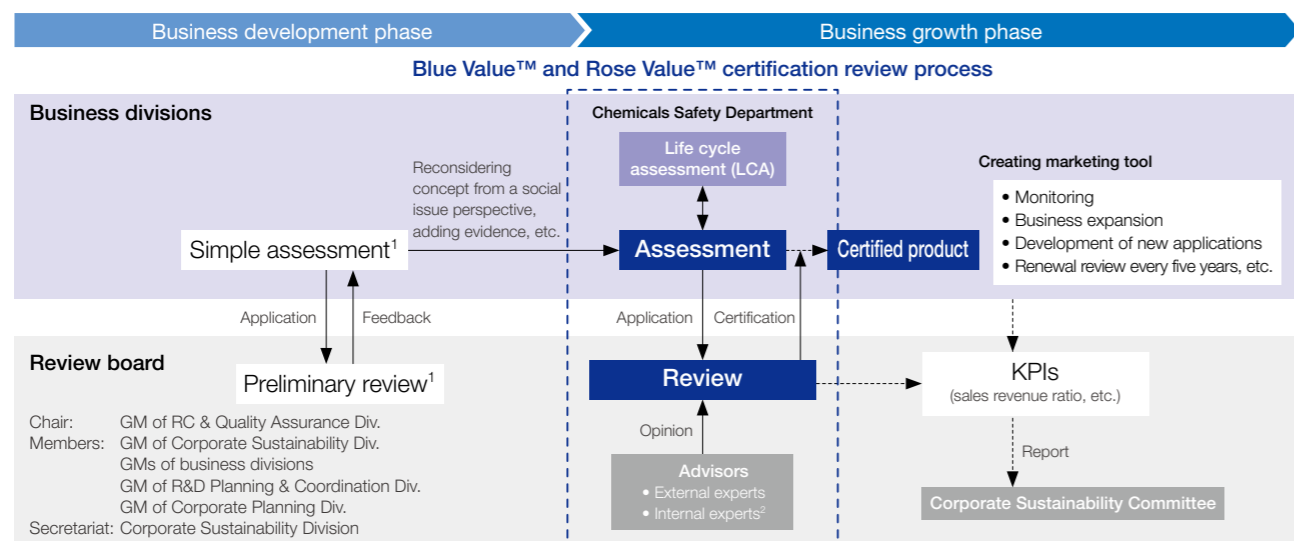 Business development phase
Business growth phase
Blue Value™ and Rose Value™ certification review process
Business divisions
Chemicals Safety Department
Life cycle
assessment (LCA)
Reconsidering
concept from a social
issue perspective,
adding evidence, etc.
Simple assessment¹
Assessment
Certified product
Creating marketing tool
• Monitoring
• Business expansion
• Development of new applications
• Renewal review every five years, etc.
Application
Feedback
Application
Certification
Review board
Preliminary review¹
Review
KPIs
(sales revenue ratio, etc.)
Chair: GM of RC & Quality Assurance Div.
Members: GM of Corporate Sustainability Div.
GMs of business divisions
GM of R&D Planning & Coordination Div.
GM of Corporate Planning Div.
Secretariat: Corporate Sustainability Division
Opinion
Advisors
• External experts
• Internal experts²
Report
Corporate Sustainability Committee